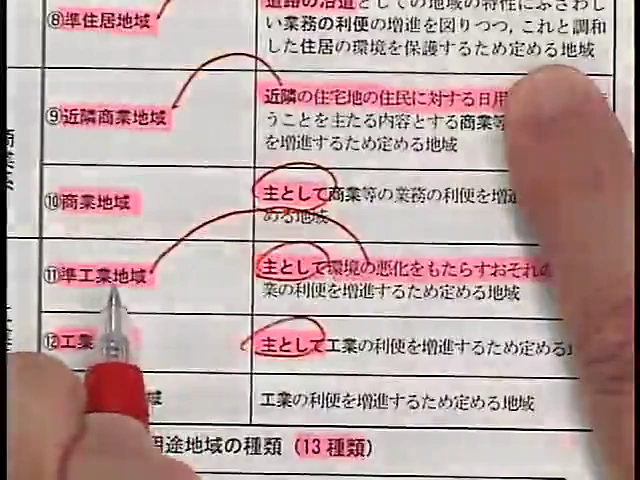 道路の沿道としての地域の特性にふさわし
⑧準住居地域
い業務の利便の増進を図りつつ、これと調和
した住居の環境を保護するため定める地域
近隣の住宅地の住民に対する日用
⑨近隣商業地域
うことを主たる内容とする商業等
を増進するため定める地域
⑩商業地域
主として商業等の業務の利便を増進
める地域
⑪準工業地域
主として環境の悪化をもたらすおそれの
業の利便を増進するため定める地域
⑫工業
主として工業の利便を増進するため定める
域
工業の利便を増進するため定める地域
用途地域の種類（13種類）